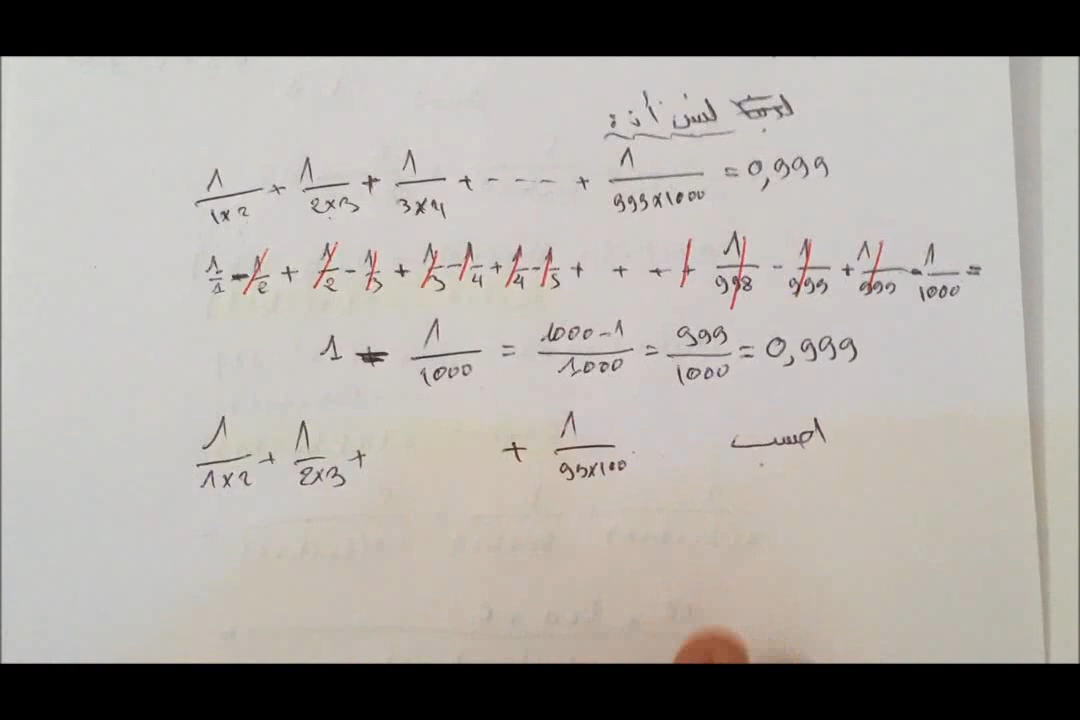 لنبين أنه:
1/(1×2) + 1/(2×3) + 1/(3×4) + - - - - + 1/(999×1000) = 0,999
1/1 - 1/2 + 1/2 - 1/3 + 1/3 - 1/4 + 1/4 - 1/5 + + + + 1/998 - 1/999 + 1/999 - 1/1000 =
1 - 1/1000 = (1000-1)/1000 = 999/1000 = 0,999
1/(1×2) + 1/(2×3) + + 1/(99×100) احسب